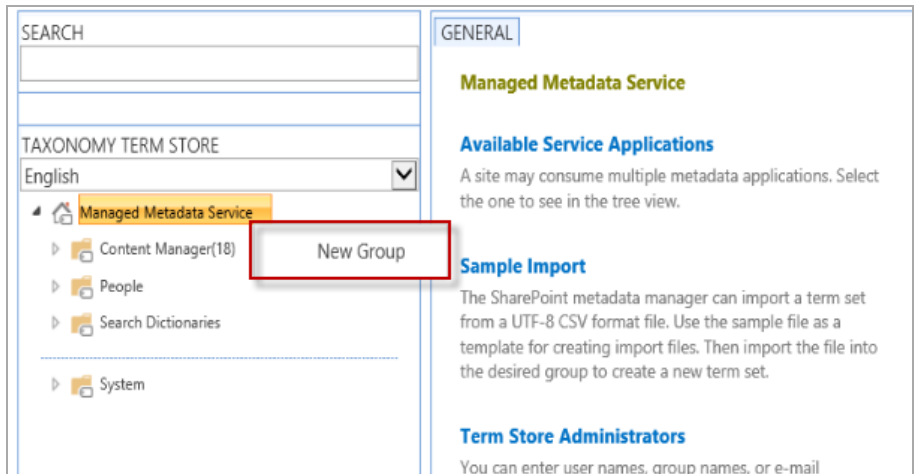 SEARCH
TAXONOMY TERM STORE
English
Managed Metadata Service
Content Manager(18)
New Group
People
Search Dictionaries
System
GENERAL
Managed Metadata Service
Available Service Applications
A site may consume multiple metadata applications. Select
the one to see in the tree view.
Sample Import
The SharePoint metadata manager can import a term set
from a UTF-8 CSV format file. Use the sample file as a
template for creating import files. Then import the file into
the desired group to create a new term set.
Term Store Administrators
You can enter user names, group names, or e-mail